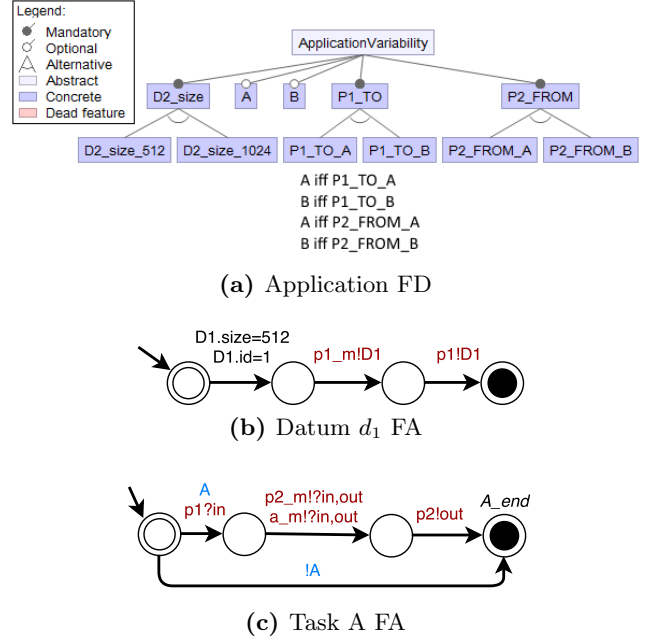 Legend:
Mandatory
Optional
Alternative
Abstract
Concrete
Dead feature
ApplicationVariability
D2_size
A
B
P1_TO
P2_FROM
D2_size_512
D2_size_1024
P1_TO_A
P1_TO_B
P2_FROM_A
P2_FROM_B
A iff P1_TO_A
B iff P1_TO_B
A iff P2_FROM_A
B iff P2_FROM_B
(a) Application FD
D1.size=512
D1.id=1
p1_m!D1
p1!D1
(b) Datum d1 FA
A
p1?in
p2_m!?in,out
a_m!?in,out
p2!out
A_end
!A
(c) Task A FA